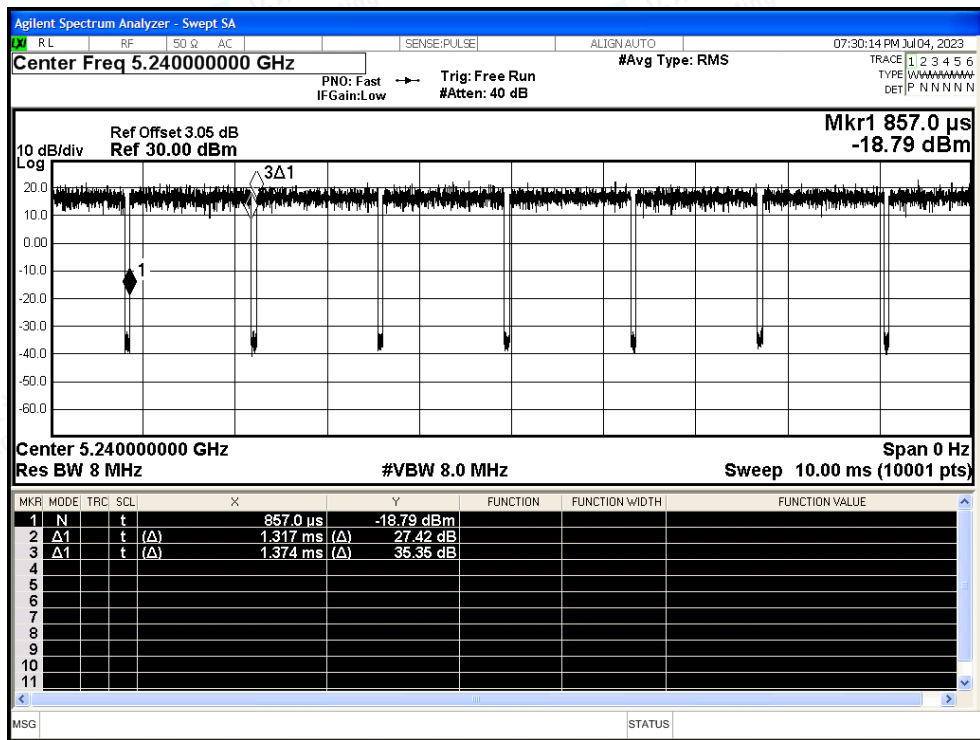 Agilent Spectrum Analyzer - Swept SA
LXI RL RF 50 Ω AC SENSE:PULSE ALIGN AUTO 07:30:14 PM Jul 04, 2023
Center Freq 5.240000000 GHz
PNO: Fast Trig: Free Run #Avg Type: RMS TRACE 1 2 3 4 5 6
IFGain:Low #Atten: 40 dB TYPE
DET P N N N N N
Mkr1 857.0 µs
-18.79 dBm
Ref Offset 3.05 dB
10 dB/div Ref 30.00 dBm
Log
3Δ1
20.0
10.0
0.00
-10.0
1
-20.0
-30.0
-40.0
-50.0
-60.0
Center 5.240000000 GHz Span 0 Hz
Res BW 8 MHz #VBW 8.0 MHz Sweep 10.00 ms (10001 pts)
MKR MODE TRC SCL X Y FUNCTION FUNCTION WIDTH FUNCTION VALUE
1 N t 857.0 µs -18.79 dBm
2 Δ1 t (Δ) 1.317 ms (Δ) 27.42 dB
3 Δ1 t (Δ) 1.374 ms (Δ) 35.35 dB
4
5
6
7
8
9
10
11
MSG STATUS